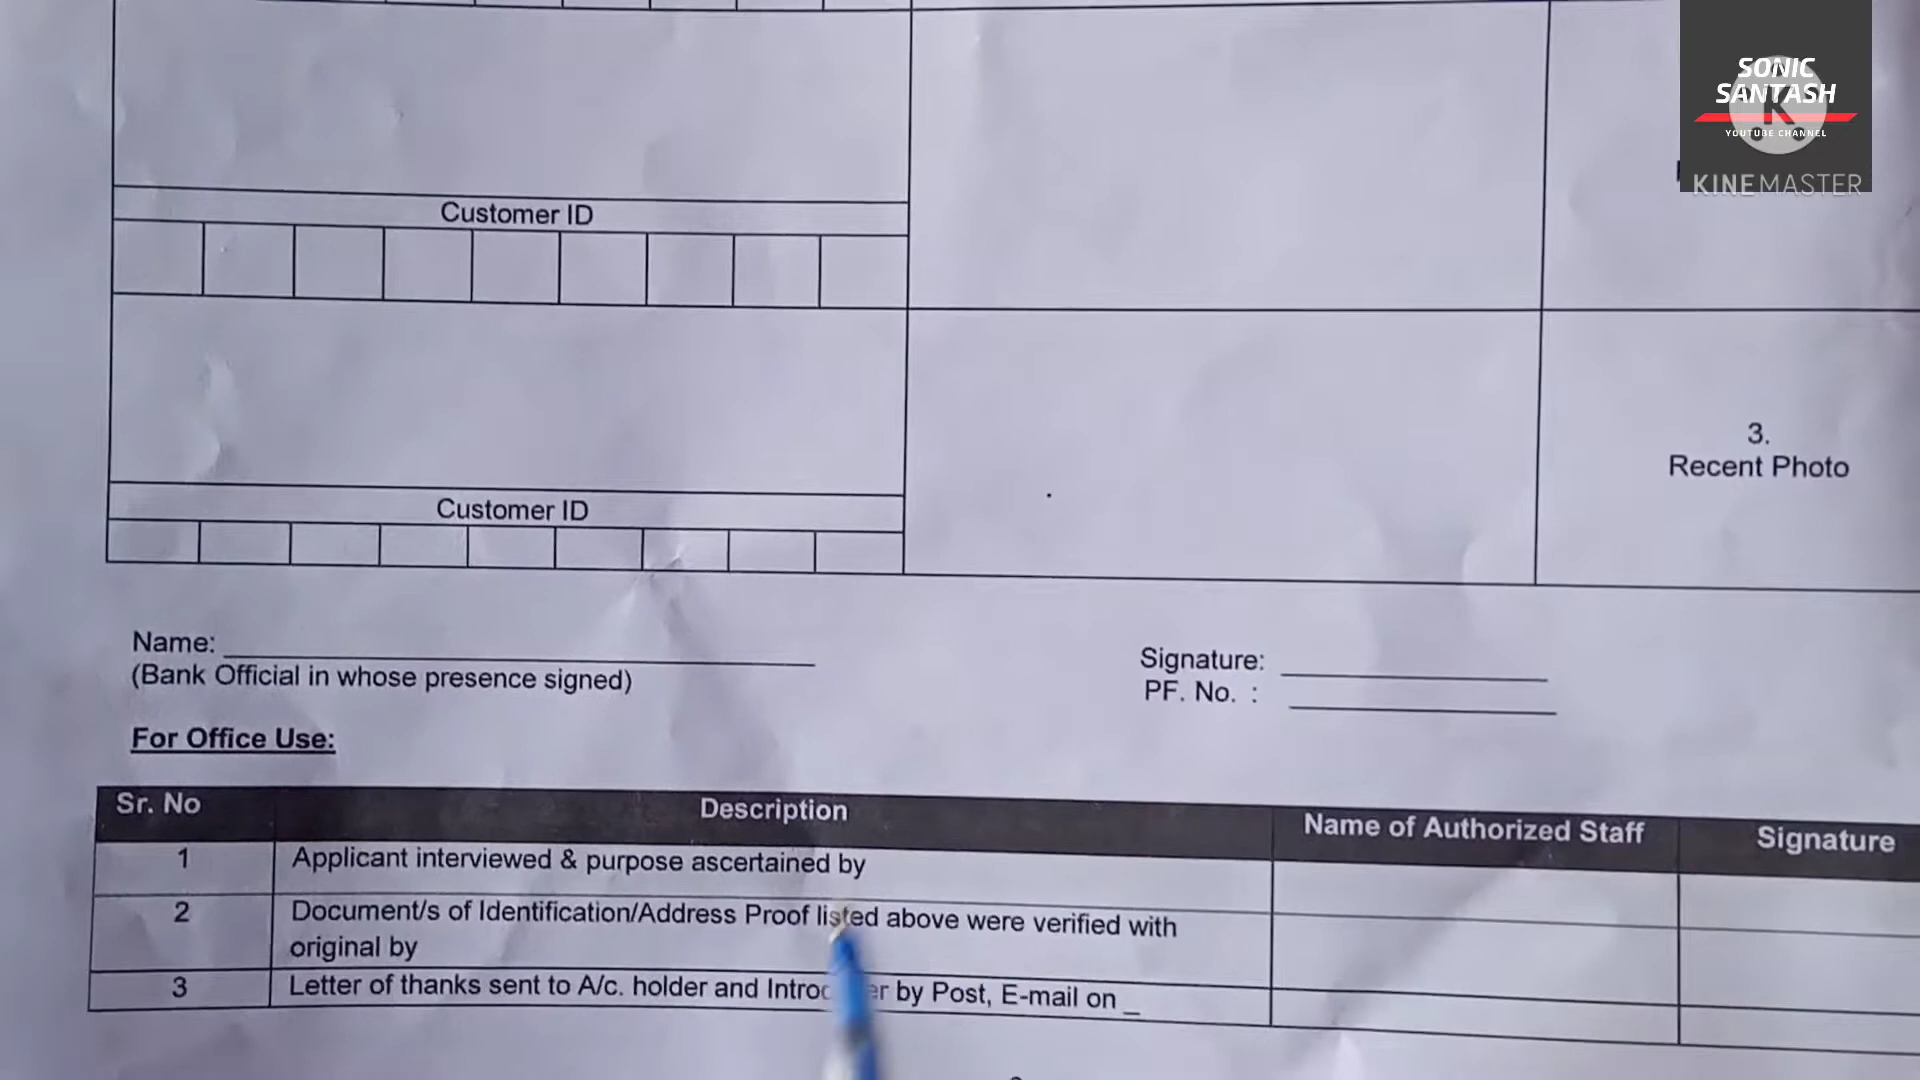 SONIC
SANTASH
K
YOUTUBE CHANNEL
KINEMASTER
Customer ID
3.
Recent Photo
Customer ID
Name:
(Bank Official in whose presence signed)
Signature:
PF. No. :
For Office Use:
Sr. No Description Name of Authorized Staff Signature
1 Applicant interviewed & purpose ascertained by
2 Document/s of Identification/Address Proof listed above were verified with
original by
3 Letter of thanks sent to A/c. holder and by Post, E-mail on _